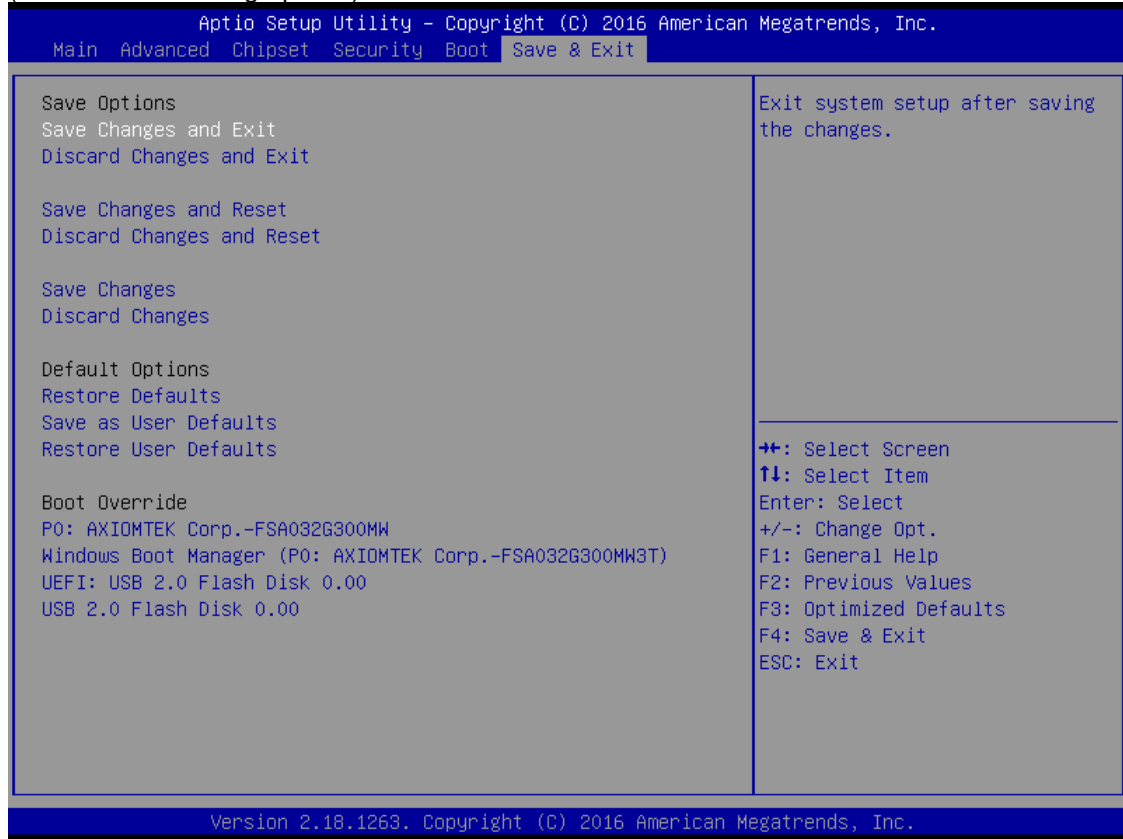 Aptio Setup Utility – Copyright (C) 2016 American Megatrends, Inc.
Main Advanced Chipset Security Boot Save & Exit
Save Options
Save Changes and Exit
Discard Changes and Exit
Save Changes and Reset
Discard Changes and Reset
Save Changes
Discard Changes
Default Options
Restore Defaults
Save as User Defaults
Restore User Defaults
Boot Override
P0: AXIOMTEK Corp.-FSA032G300MW
Windows Boot Manager (P0: AXIOMTEK Corp.-FSA032G300MW3T)
UEFI: USB 2.0 Flash Disk 0.00
USB 2.0 Flash Disk 0.00
Exit system setup after saving
the changes.
→←: Select Screen
↑↓: Select Item
Enter: Select
+/-: Change Opt.
F1: General Help
F2: Previous Values
F3: Optimized Defaults
F4: Save & Exit
ESC: Exit
Version 2.18.1263. Copyright (C) 2016 American Megatrends, Inc.